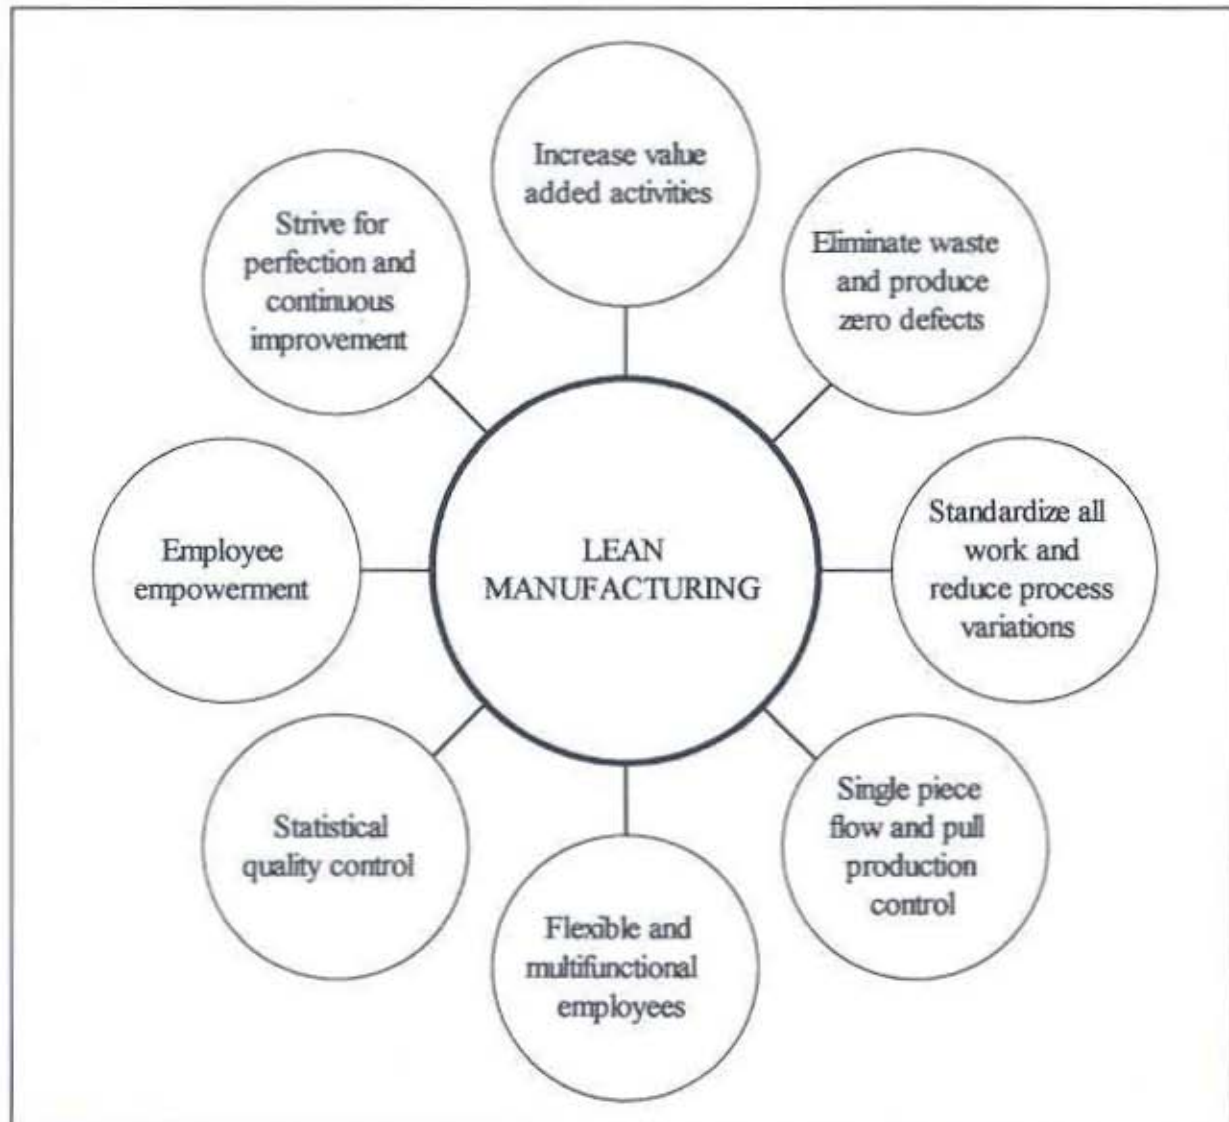 Increase value
added activities
Eliminate waste
and produce
zero defects
Standardize all
work and
reduce process
variations
Single piece
flow and pull
production
control
Flexible and
multifunctional
employees
Statistical
quality control
Employee
empowerment
Strive for
perfection and
continuous
improvement
LEAN
MANUFACTURING